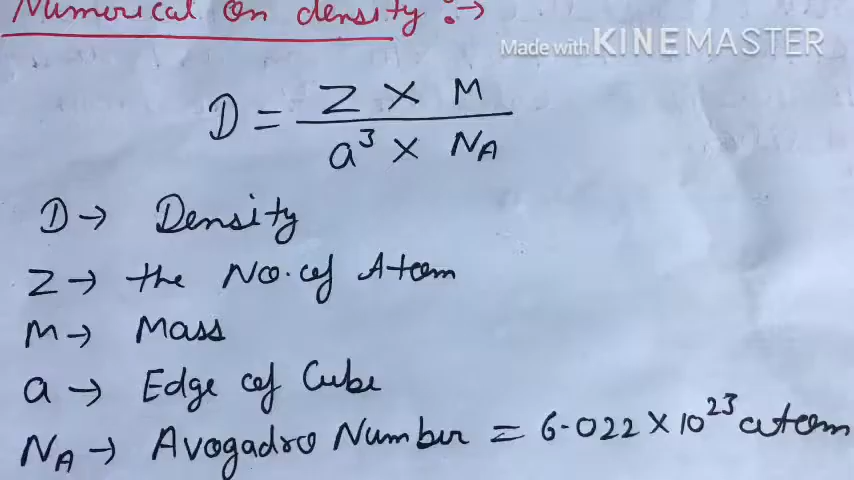 Numerical on density :→
Made with KINEMASTER
D = Z × M / a³ × NA
D → Density
Z → the No. of Atom
M → Mass
a → Edge of Cube
NA → Avogadro Number = 6.022 × 10²³ atom